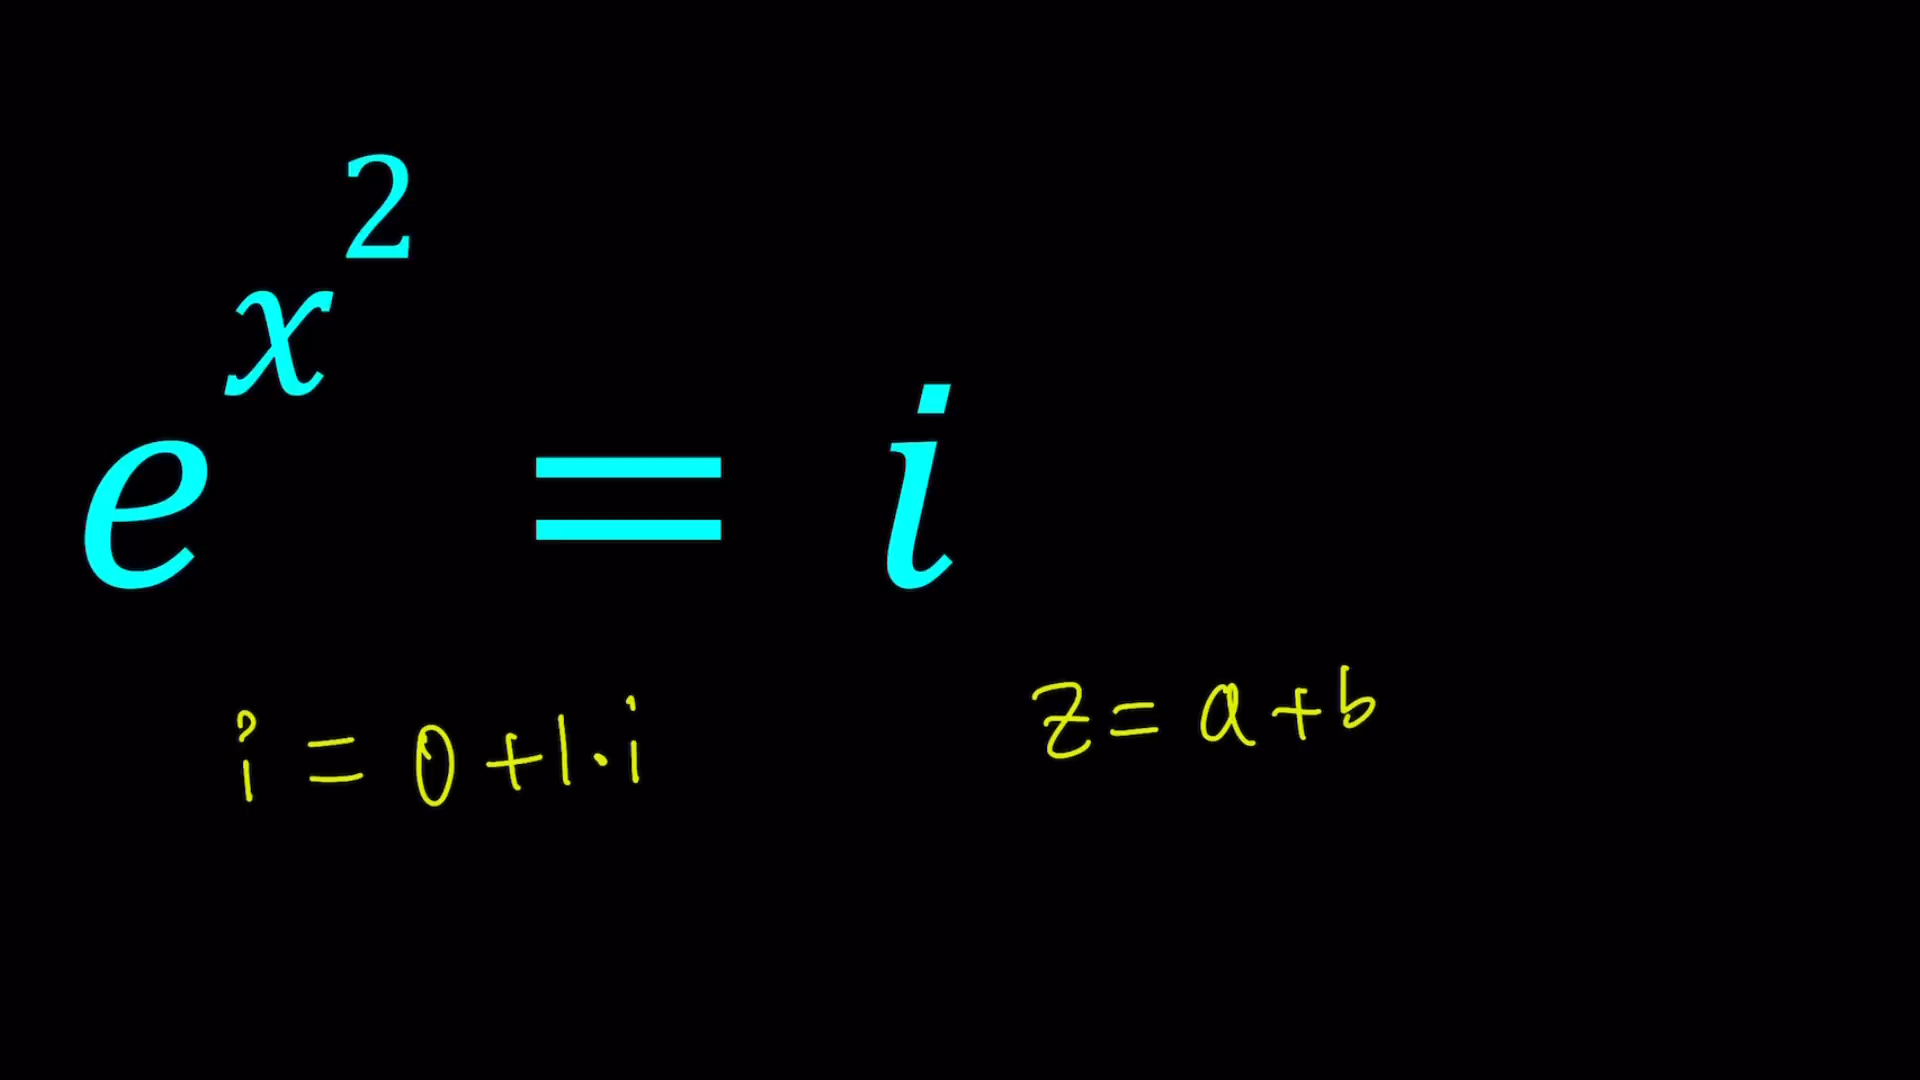 e^{x^2} = i
i = 0 + 1 · i
z = a + b